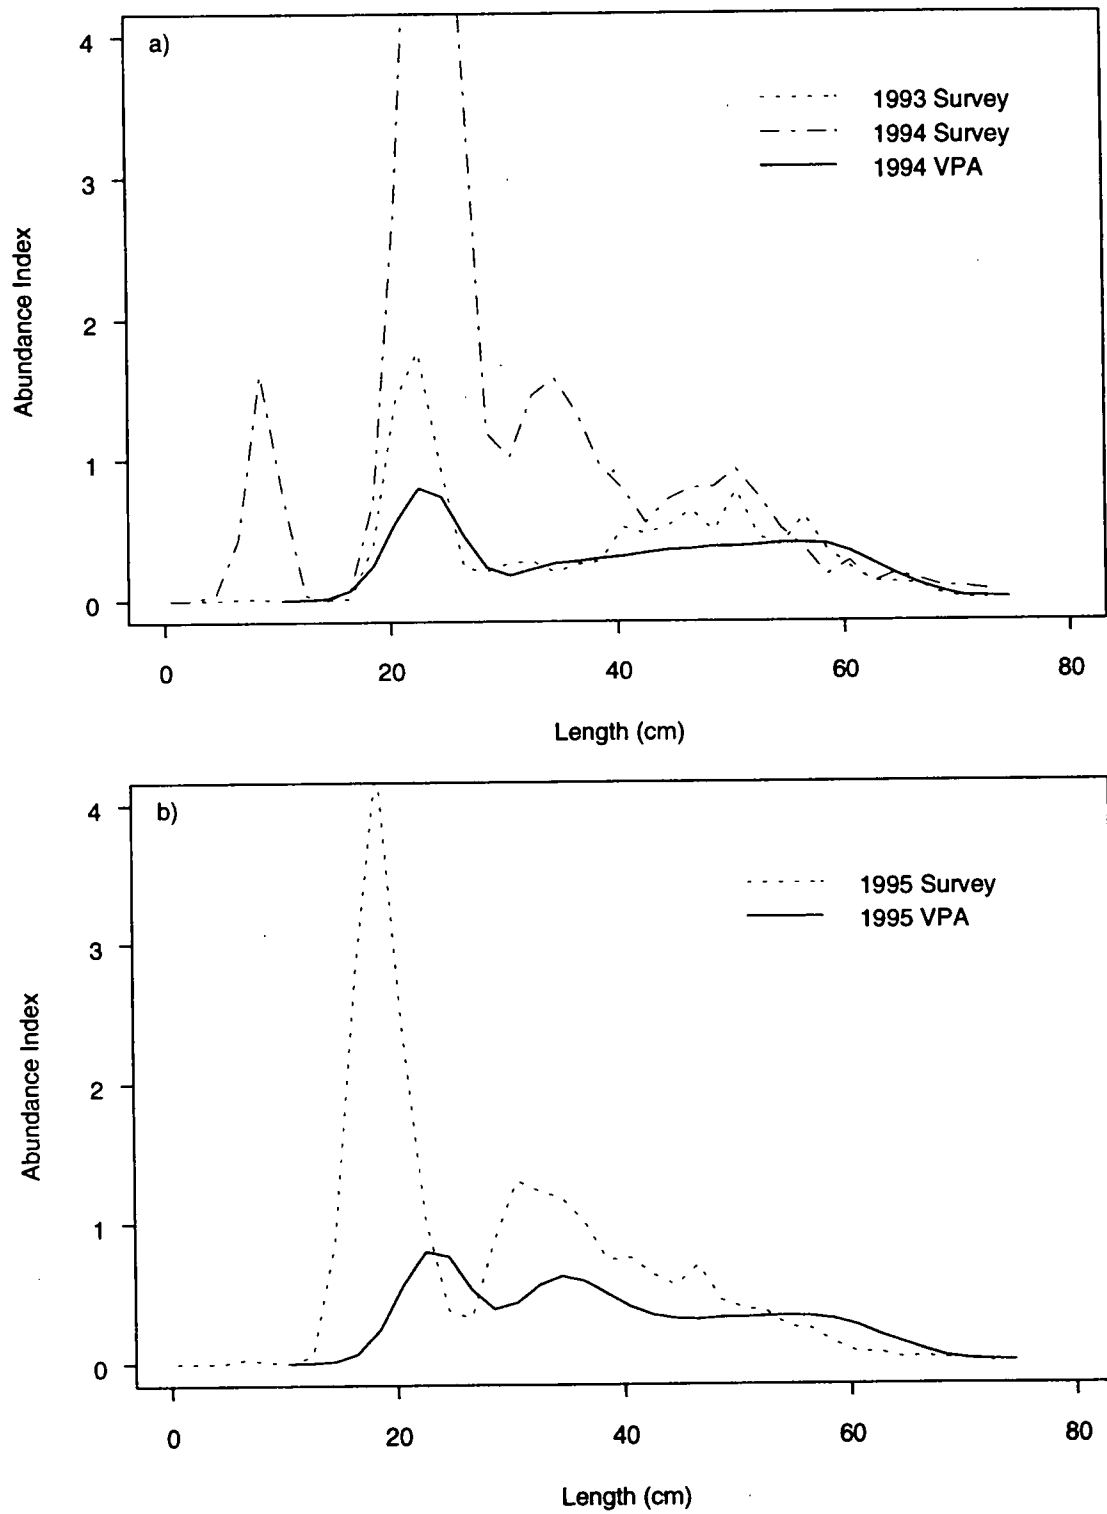 a)
4
3
2
1
0
Abundance Index
1993 Survey
1994 Survey
1994 VPA
0 20 40 60 80
Length (cm)
b)
4
3
2
1
0
Abundance Index
1995 Survey
1995 VPA
0 20 40 60 80
Length (cm)